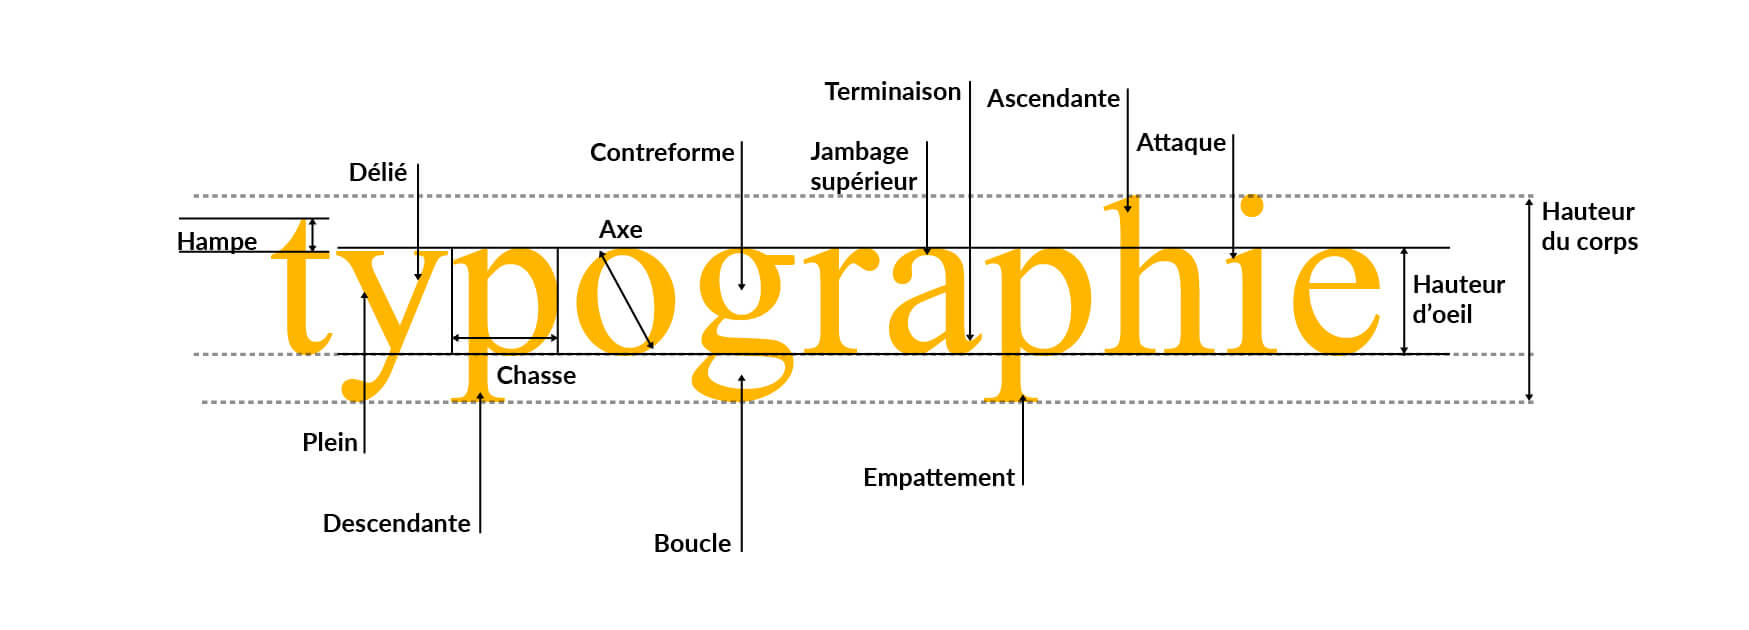 Terminaison
Ascendante
Attaque
Contreforme
Jambage
supérieur
Délié
Hauteur
du corps
Hampe
Axe
typographie
Hauteur
d’oeil
Chasse
Plein
Empattement
Descendante
Boucle